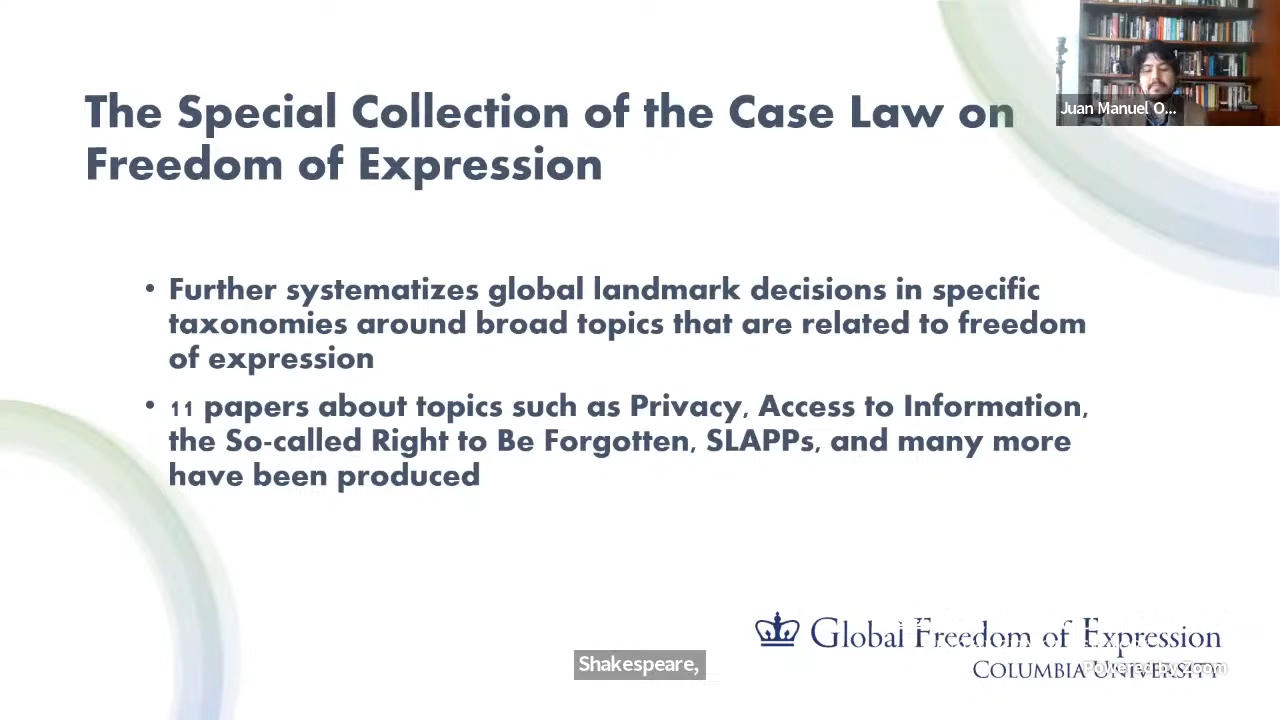 The Special Collection of the Case Law on
Freedom of Expression
Juan Manuel O...
• Further systematizes global landmark decisions in specific
taxonomies around broad topics that are related to freedom
of expression
• 11 papers about topics such as Privacy, Access to Information,
the So-called Right to Be Forgotten, SLAPPs, and many more
have been produced
Global Freedom of Expression
COLUMBIA UNIVERSITY
Powered by Zoom
Shakespeare,